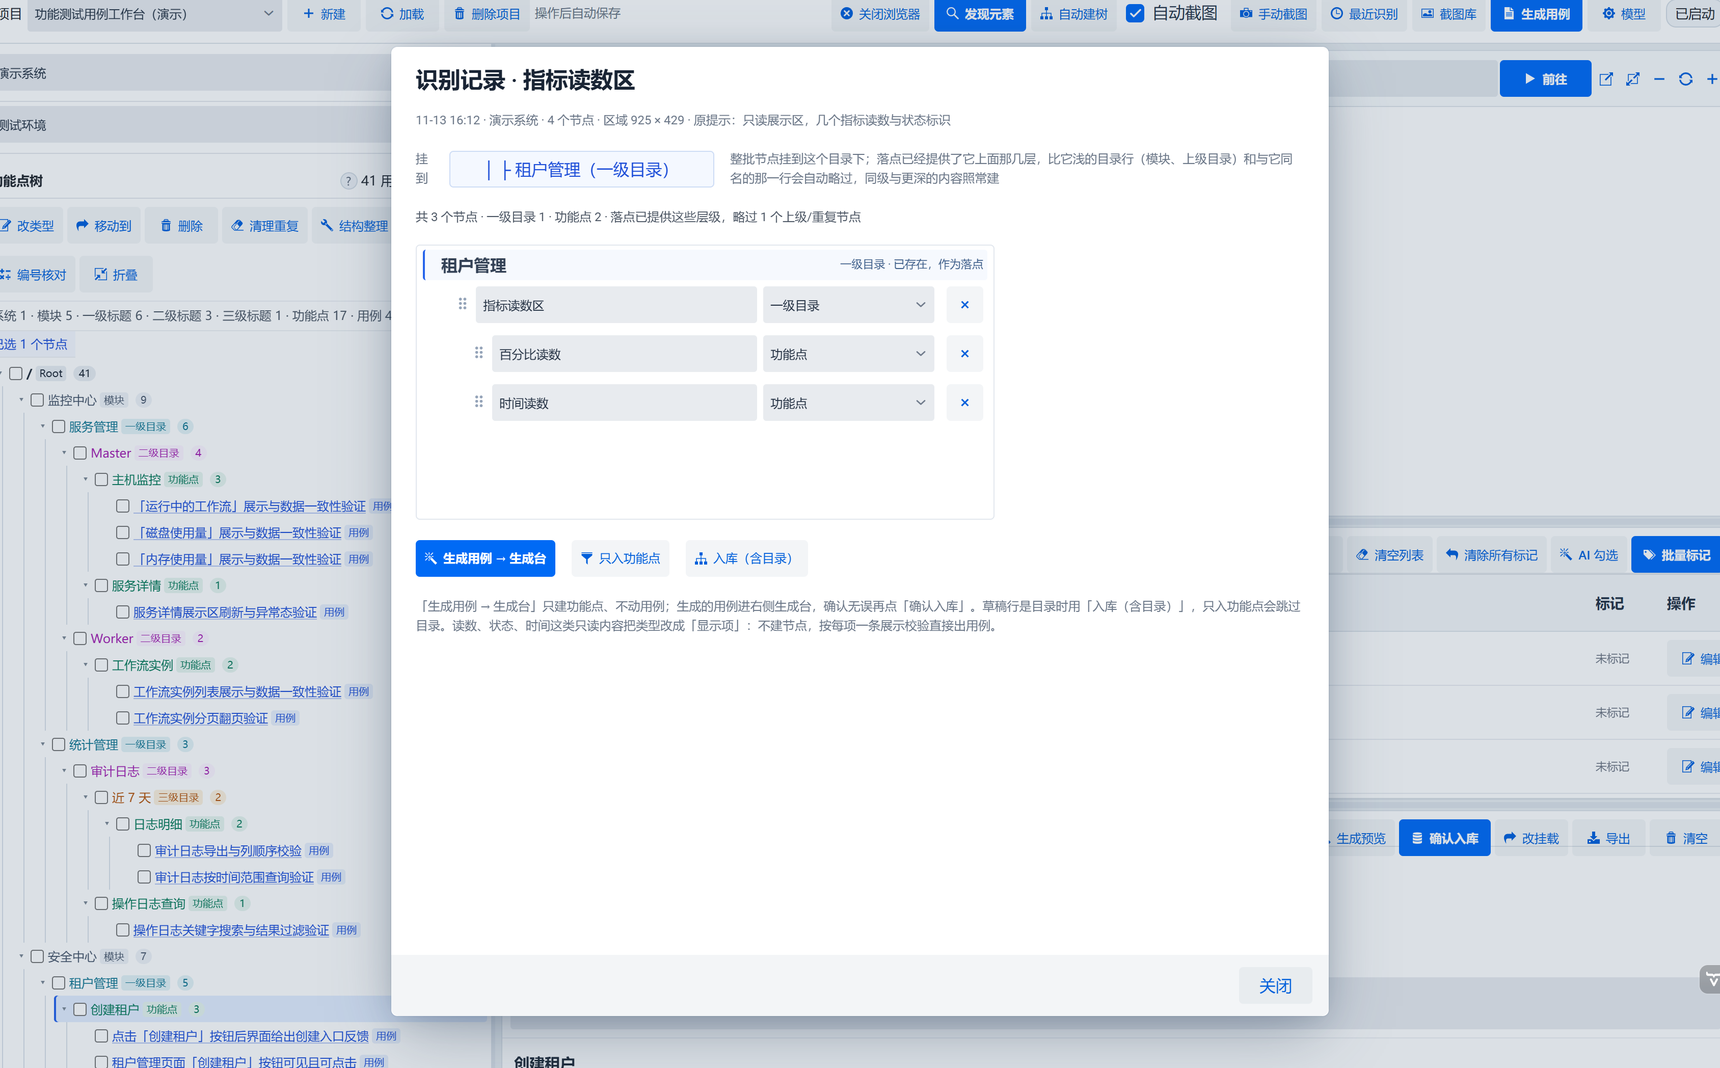 项目 功能测试用例工作台（演示） 新建 加载 删除项目 操作后自动保存 关闭浏览器 发现元素 自动建树 自动截图 手动截图 最近识别 截图库 生成用例 模型 已启动
演示系统
前往
测试环境
功能点树 ? 41 用
改类型 移动到 删除 清理重复 结构整理
编号核对 折叠
系统 1 · 模块 5 · 一级标题 6 · 二级标题 3 · 三级标题 1 · 功能点 17 · 用例 4
已选 1 个节点
/ Root 41
监控中心 模块 9
服务管理 一级目录 6
Master 二级目录 4
主机监控 功能点 3
「运行中的工作流」展示与数据一致性验证 用例
「磁盘使用量」展示与数据一致性验证 用例
「内存使用量」展示与数据一致性验证 用例
服务详情 功能点 1
服务详情展示区刷新与异常态验证 用例
Worker 二级目录 2
工作流实例 功能点 2
工作流实例列表展示与数据一致性验证 用例
工作流实例分页翻页验证 用例
统计管理 一级目录 3
审计日志 二级目录 3
近 7 天 三级目录 2
日志明细 功能点 2
审计日志导出与列顺序校验 用例
审计日志按时间范围查询验证 用例
操作日志查询 功能点 1
操作日志关键字搜索与结果过滤验证 用例
安全中心 模块 7
租户管理 一级目录 5
创建租户 功能点 3
点击「创建租户」按钮后界面给出创建入口反馈 用例
租户管理页面「创建租户」按钮可见且可点击 用例
识别记录 · 指标读数区
11-13 16:12 · 演示系统 · 4 个节点 · 区域 925 × 429 · 原提示：只读展示区，几个指标读数与状态标识
挂到
│ ├ 租户管理（一级目录）
整批节点挂到这个目录下；落点已经提供了它上面那几层，比它浅的目录行（模块、上级目录）和与它同
名的那一行会自动略过，同级与更深的内容照常建
共 3 个节点 · 一级目录 1 · 功能点 2 · 落点已提供这些层级，略过 1 个上级/重复节点
租户管理 一级目录 · 已存在，作为落点
指标读数区 一级目录
百分比读数 功能点
时间读数 功能点
生成用例 → 生成台 只入功能点 入库（含目录）
「生成用例 → 生成台」只建功能点、不动用例；生成的用例进右侧生成台，确认无误再点「确认入库」。草稿行是目录时用「入库（含目录）」，只入功能点会跳过
目录。读数、状态、时间这类只读内容把类型改成「显示项」：不建节点，按每项一条展示校验直接出用例。
关闭
清空列表 清除所有标记 AI 勾选 批量标记
标记 操作
未标记 编辑
未标记 编辑
未标记 编辑
生成预览 确认入库 改挂载 导出 清空
创建租户